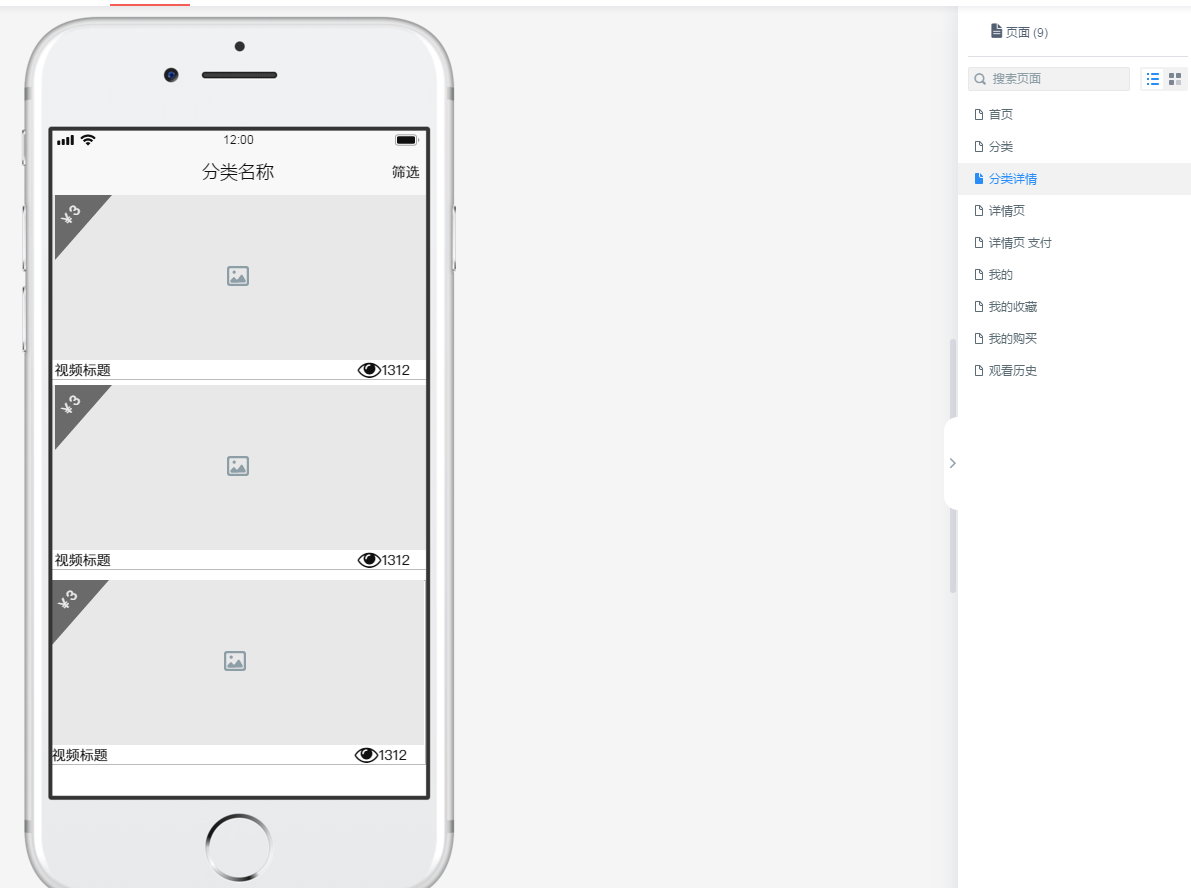 12:00
分类名称
筛选
¥3
视频标题
1312
¥3
视频标题
1312
¥3
视频标题
1312
页面 (9)
搜索页面
首页
分类
分类详情
详情页
详情页 支付
我的
我的收藏
我的购买
观看历史